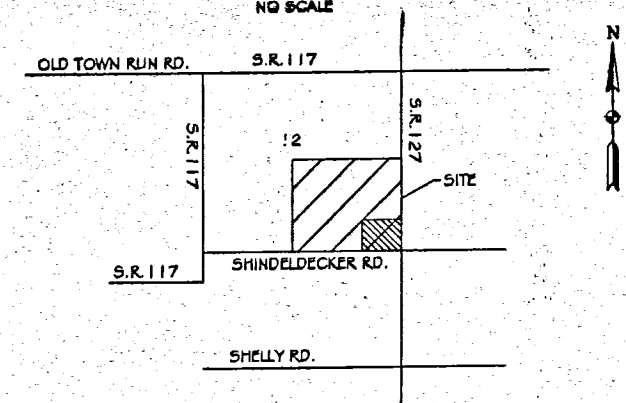 NO SCALE
N
OLD TOWN RUN RD.
S.R. 117
S.R. 117
12
S.R. 127
SITE
SHINDELDECKER RD.
S.R. 117
SHELLY RD.